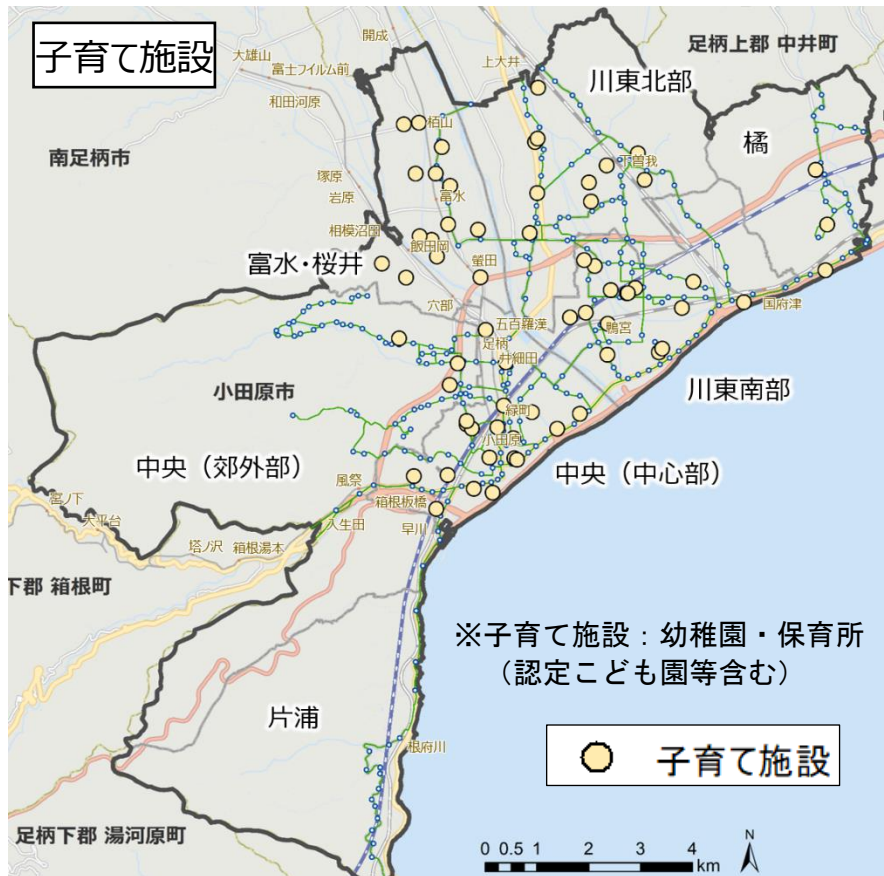 子育て施設
開成
大雄山
富士フイルム前
上大井
足柄上郡 中井町
川東北部
和田河原
栢山
橘
南足柄市
下曽我
塚原
岩原
富水
相模沼田
飯田岡
富水・桜井
螢田
穴部
国府津
五百羅漢
足柄
鴨宮
井細田
小田原市
川東南部
緑町
小田原
中央（郊外部）
中央（中心部）
風祭
宮ノ下
箱根板橋
大平台
入生田
早川
塔ノ沢
箱根湯本
下郡 箱根町
※子育て施設：幼稚園・保育所
（認定こども園等含む）
片浦
根府川
子育て施設
足柄下郡 湯河原町
0 0.5 1 2 3 4
km
N